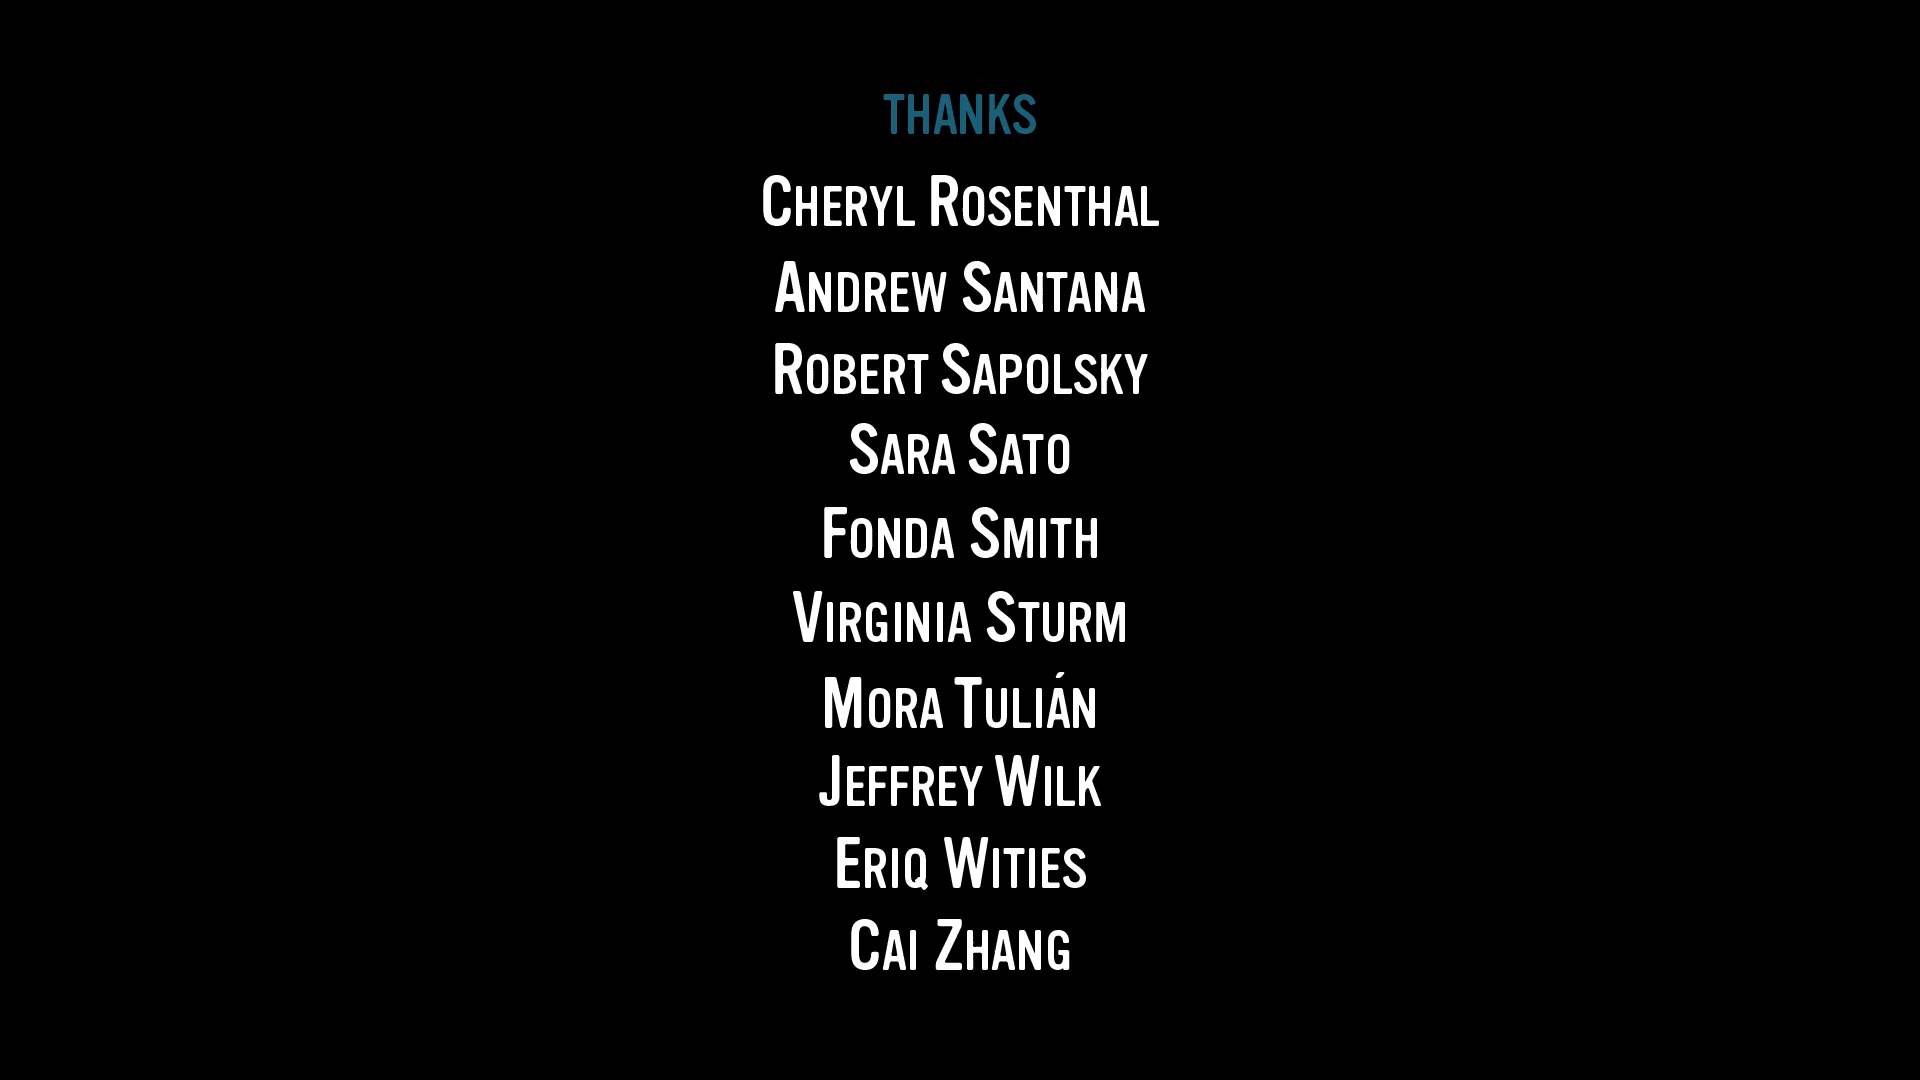 THANKS
CHERYL ROSENTHAL
ANDREW SANTANA
ROBERT SAPOLSKY
SARA SATO
FONDA SMITH
VIRGINIA STURM
MORA TULIÁN
JEFFREY WILK
ERIQ WITIES
CAI ZHANG